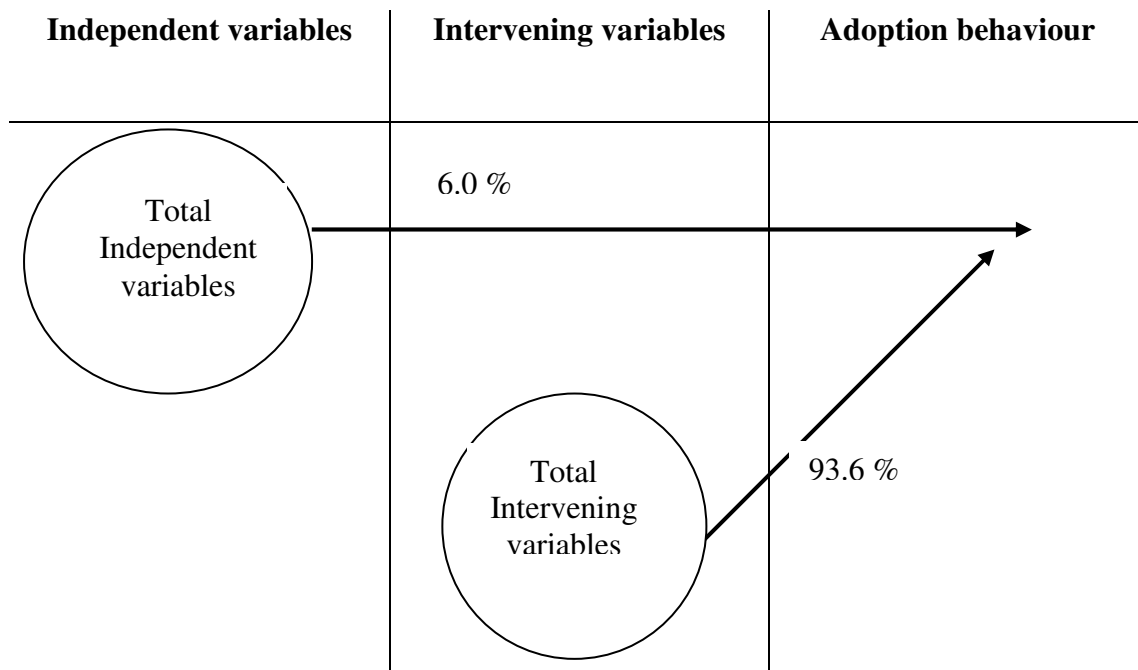 Independent variables
Intervening variables
Adoption behaviour
6.0 %
Total
Independent
variables
Total
Intervening
variables
93.6 %